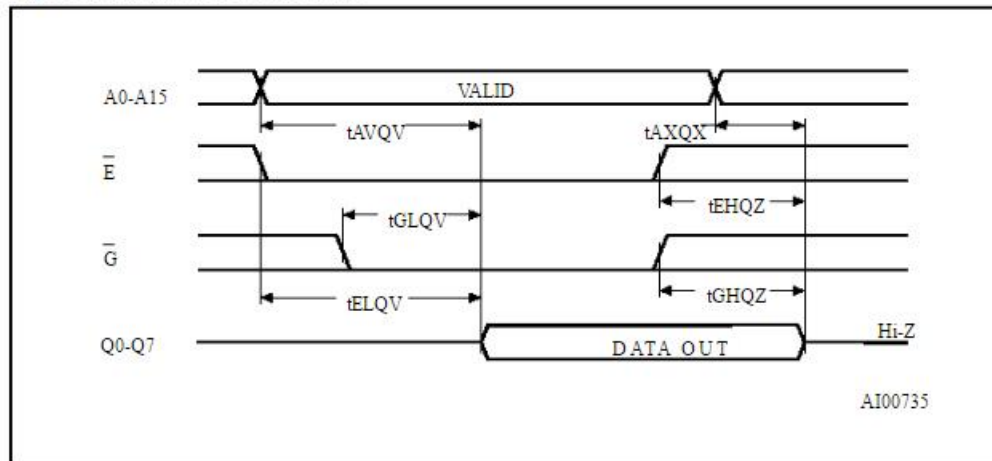 A0-A15
VALID
tAVQV
tAXQX
E
tEHQZ
tGLQV
G
tGHQZ
tELQV
Q0-Q7
DATA OUT
Hi-Z
AI00735